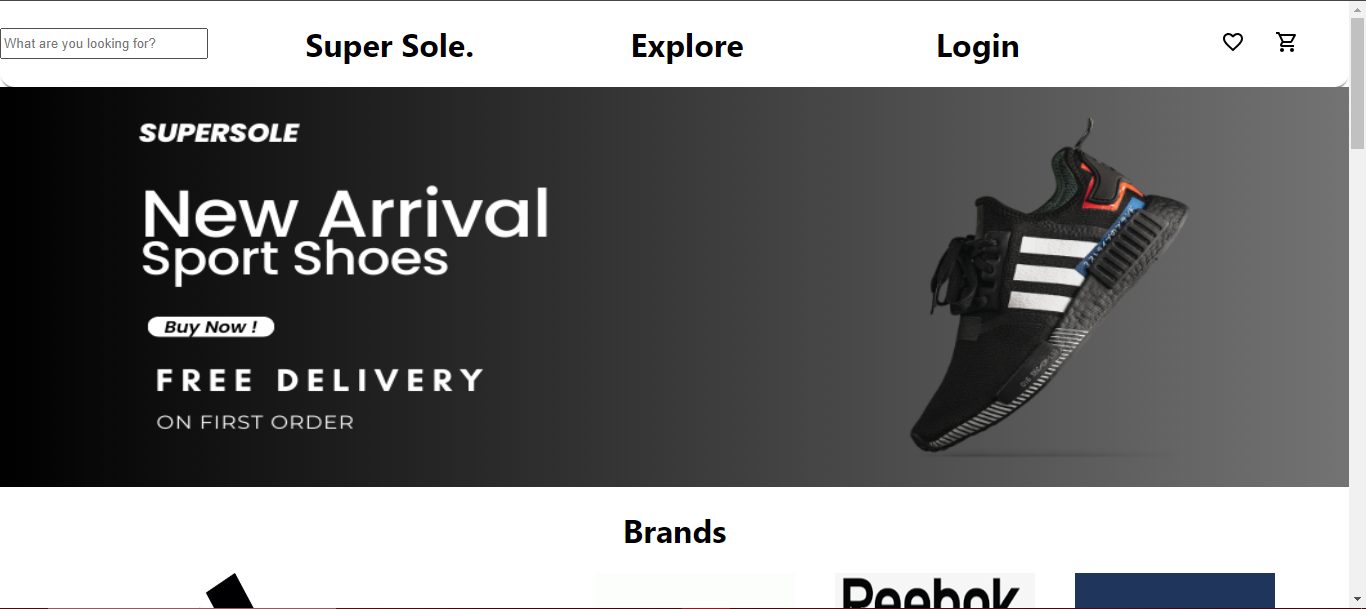 What are you looking for?
Super Sole.
Explore
Login
SUPERSOLE
New Arrival
Sport Shoes
Buy Now !
FREE DELIVERY
ON FIRST ORDER
Brands
Reebok